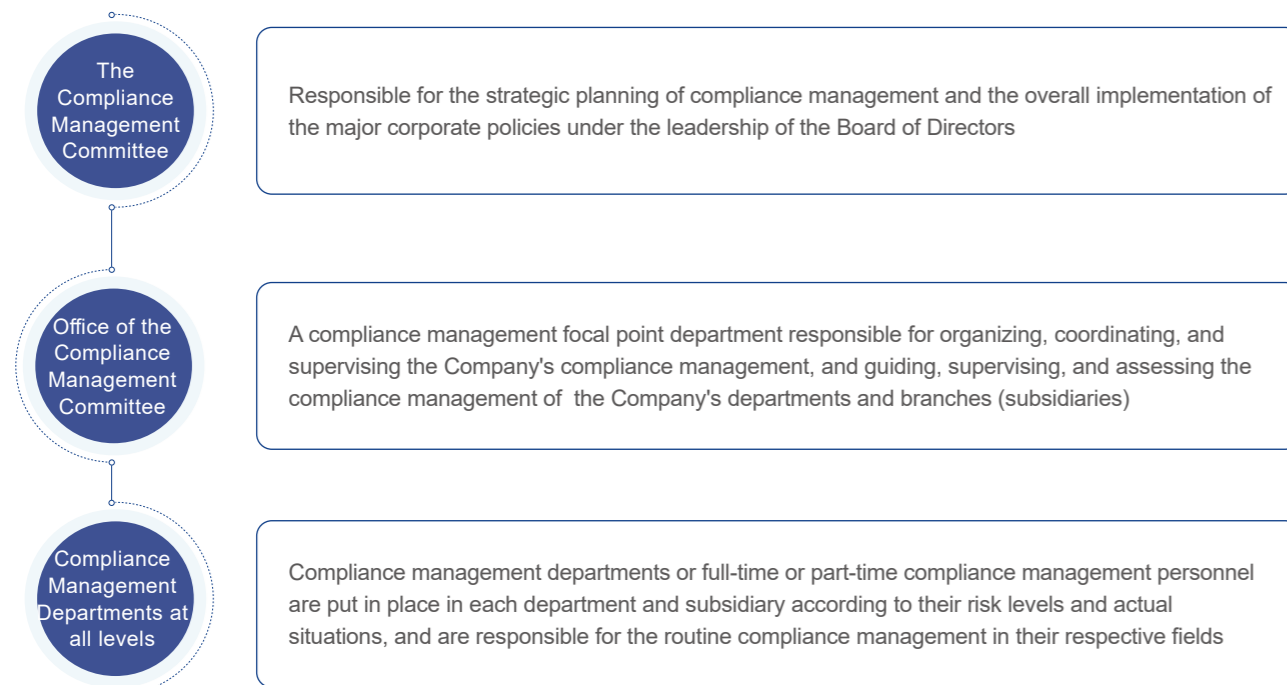 The
Compliance
Management
Committee
Responsible for the strategic planning of compliance management and the overall implementation of
the major corporate policies under the leadership of the Board of Directors
Office of the
Compliance
Management
Committee
A compliance management focal point department responsible for organizing, coordinating, and
supervising the Company's compliance management, and guiding, supervising, and assessing the
compliance management of  the Company's departments and branches (subsidiaries)
Compliance
Management
Departments at
all levels
Compliance management departments or full-time or part-time compliance management personnel
are put in place in each department and subsidiary according to their risk levels and actual
situations, and are responsible for the routine compliance management in their respective fields